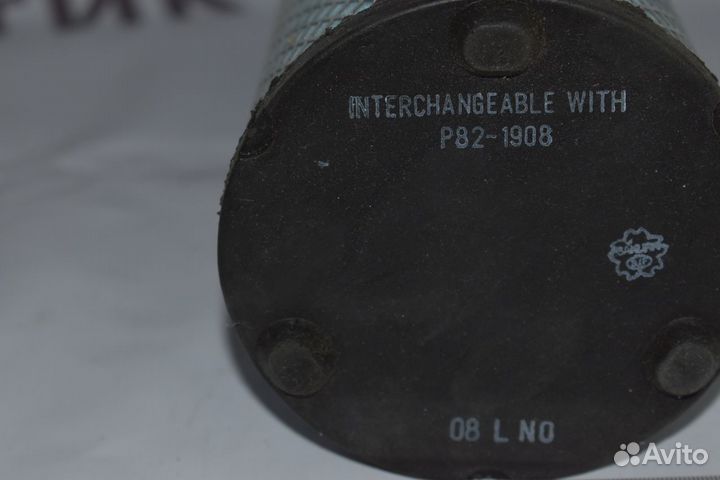 INTERCHANGEABLE WITH
P82-1908
08 L NO
Avito